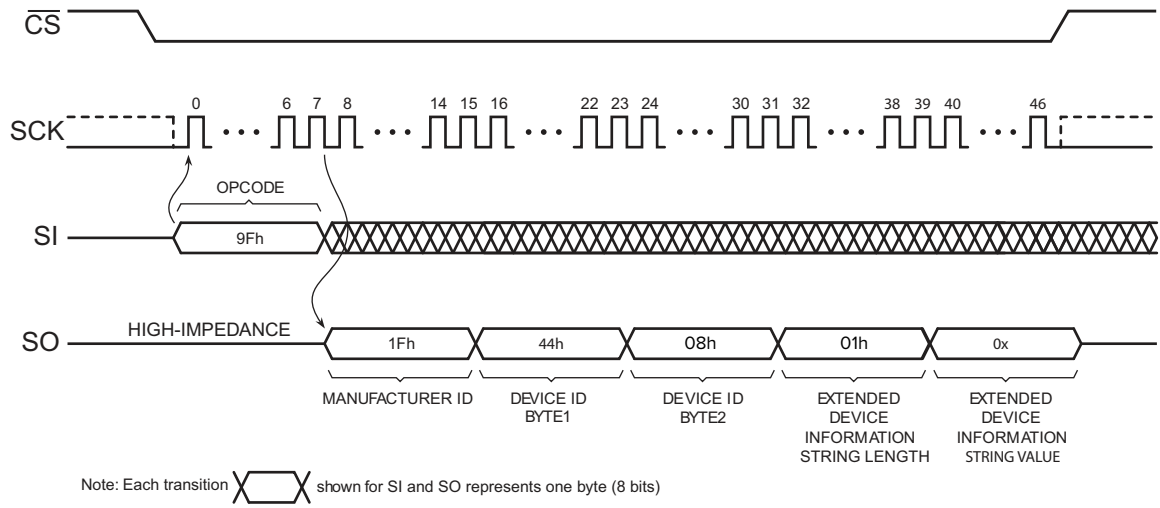 CS
0 6 7 8 14 15 16 22 23 24 30 31 32 38 39 40 46
SCK
OPCODE
SI
9Fh
HIGH-IMPEDANCE
SO
1Fh 44h 08h 01h 0x
MANUFACTURER ID
DEVICE ID
BYTE1
DEVICE ID
BYTE2
EXTENDED
DEVICE
INFORMATION
STRING LENGTH
EXTENDED
DEVICE
INFORMATION
STRING VALUE
Note: Each transition shown for SI and SO represents one byte (8 bits)